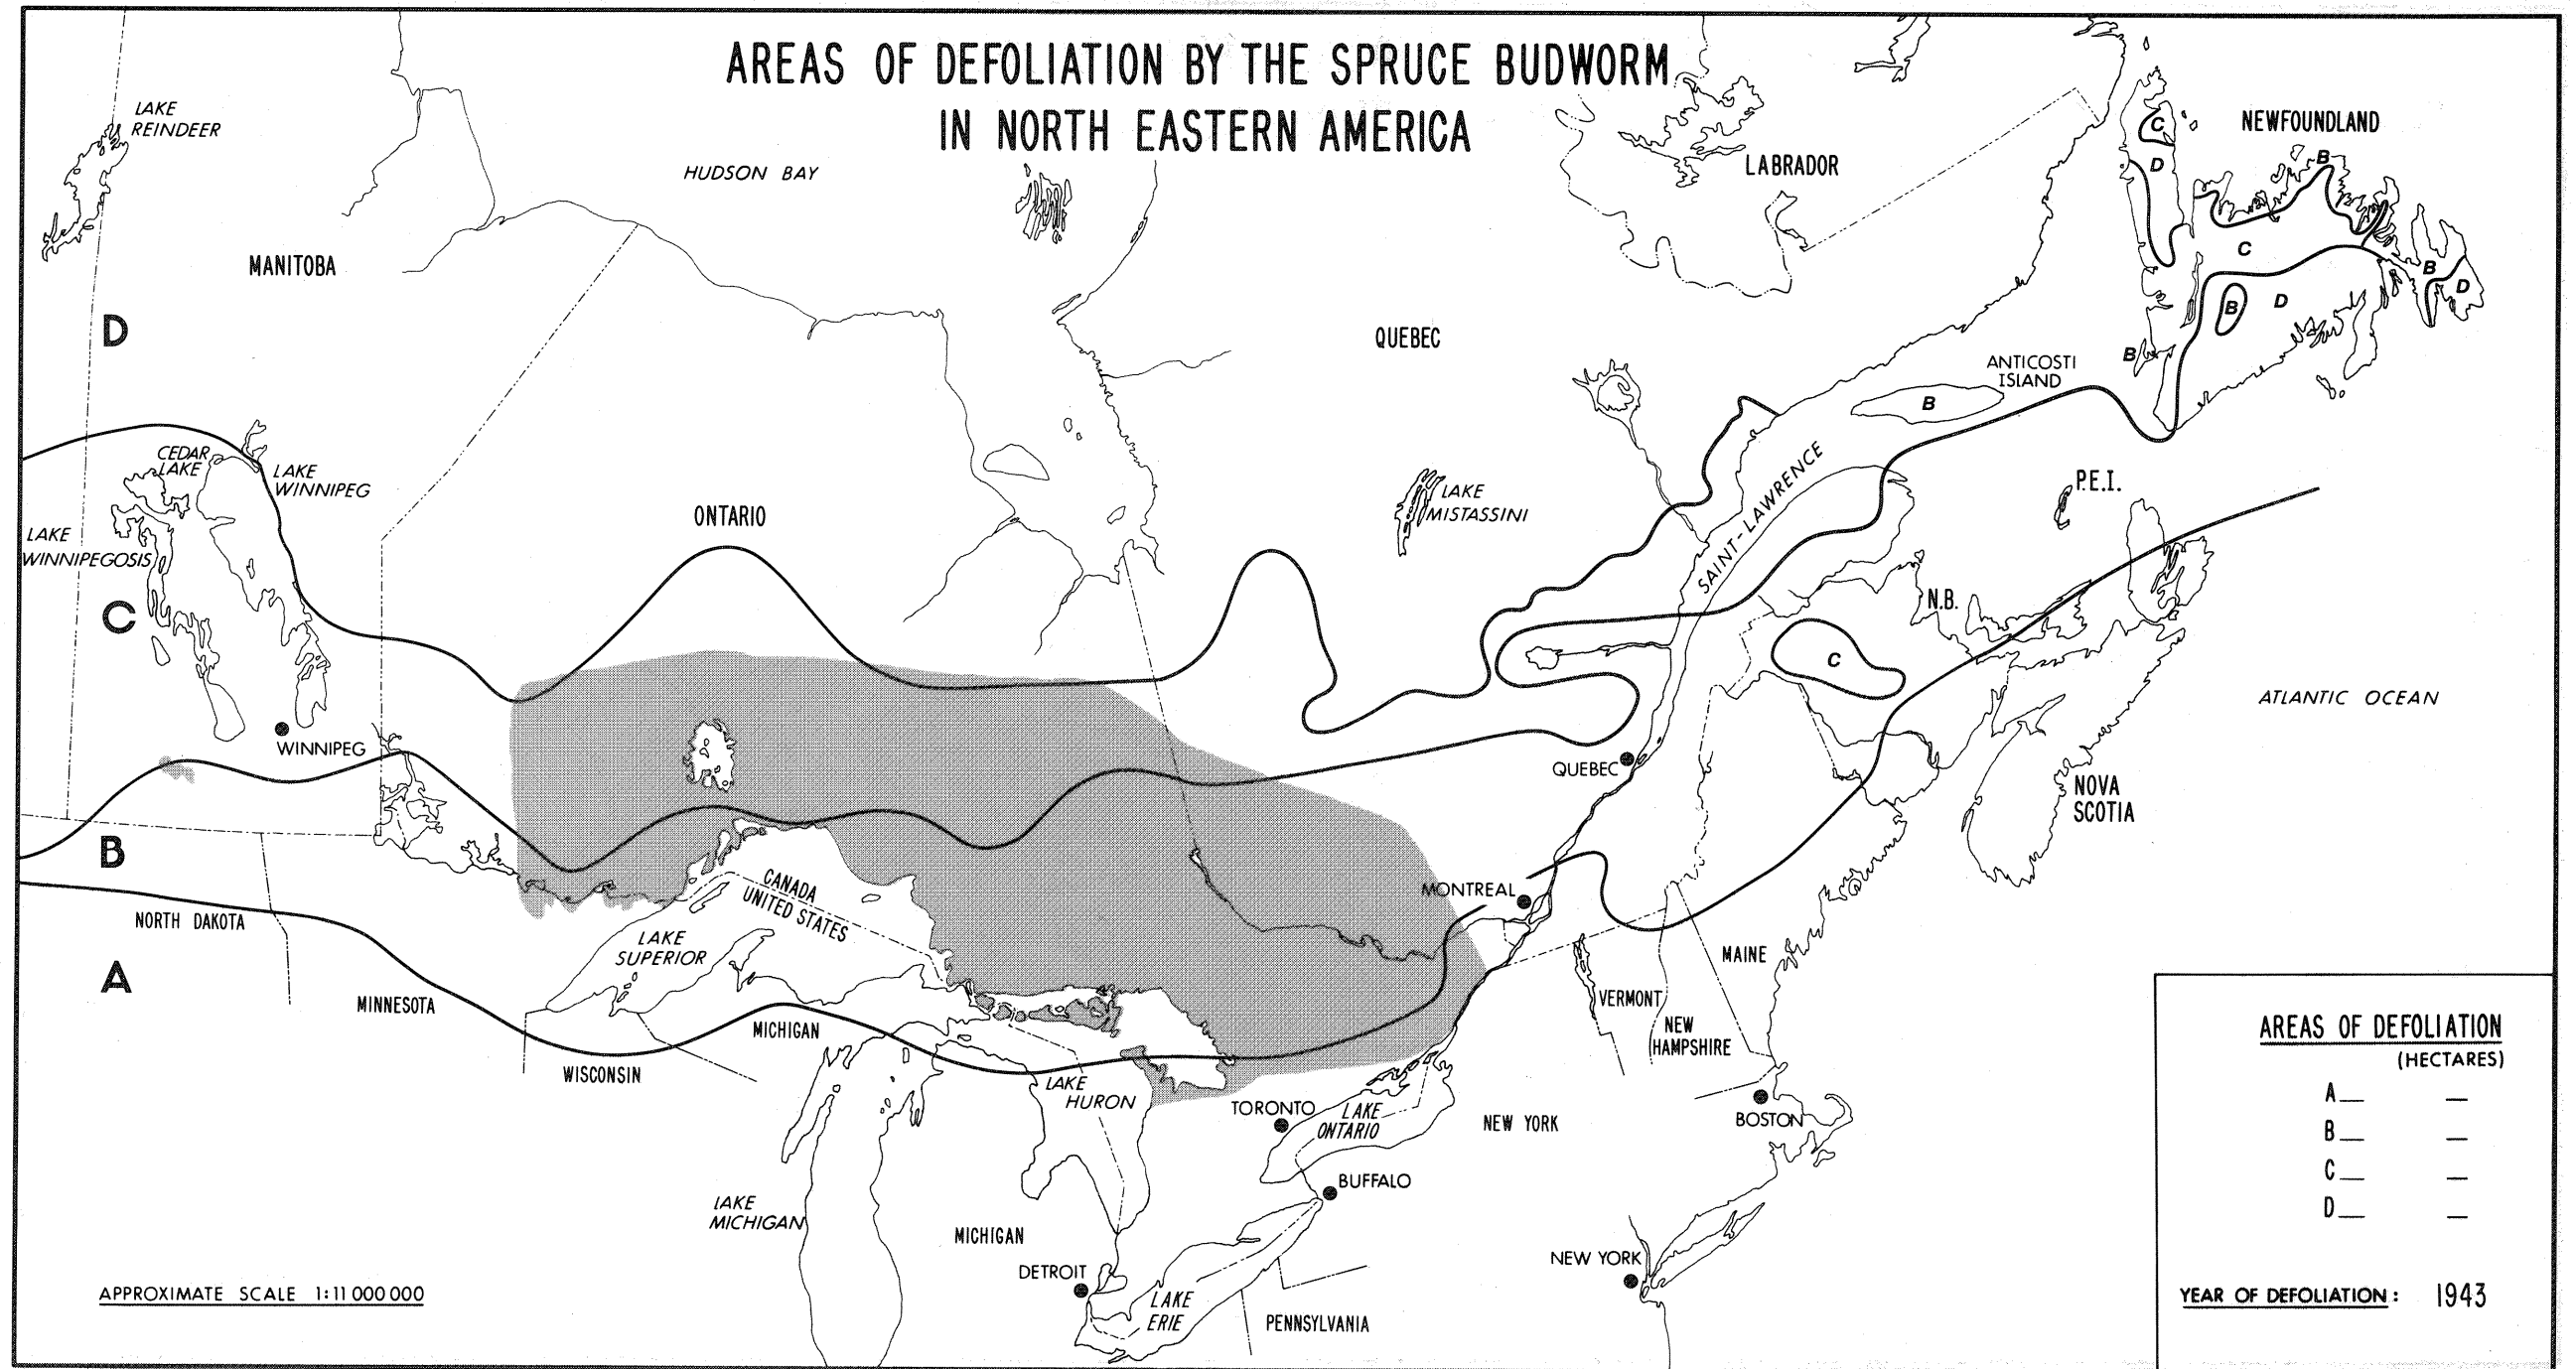 AREAS OF DEFOLIATION BY THE SPRUCE BUDWORM
IN NORTH EASTERN AMERICA
LAKE
REINDEER
HUDSON BAY
MANITOBA
LABRADOR
NEWFOUNDLAND
C
D
B
C
B
D
B
D
B
D
QUEBEC
ANTICOSTI
ISLAND
B
CEDAR
LAKE
LAKE
WINNIPEG
LAKE
WINNIPEGOSIS
ONTARIO
LAKE
MISTASSINI
SAINT-LAWRENCE
P.E.I.
N.B.
C
C
WINNIPEG
QUEBEC
ATLANTIC OCEAN
NOVA
SCOTIA
B
CANADA
UNITED STATES
MONTREAL
NORTH DAKOTA
LAKE
SUPERIOR
A
MINNESOTA
MICHIGAN
WISCONSIN
MAINE
VERMONT
NEW
HAMPSHIRE
LAKE
HURON
TORONTO
LAKE
ONTARIO
NEW YORK
BOSTON
BUFFALO
LAKE
MICHIGAN
MICHIGAN
DETROIT
LAKE
ERIE
PENNSYLVANIA
NEW YORK
APPROXIMATE SCALE 1:11 000 000
AREAS OF DEFOLIATION
(HECTARES)
A — —
B — —
C — —
D — —
YEAR OF DEFOLIATION: 1943